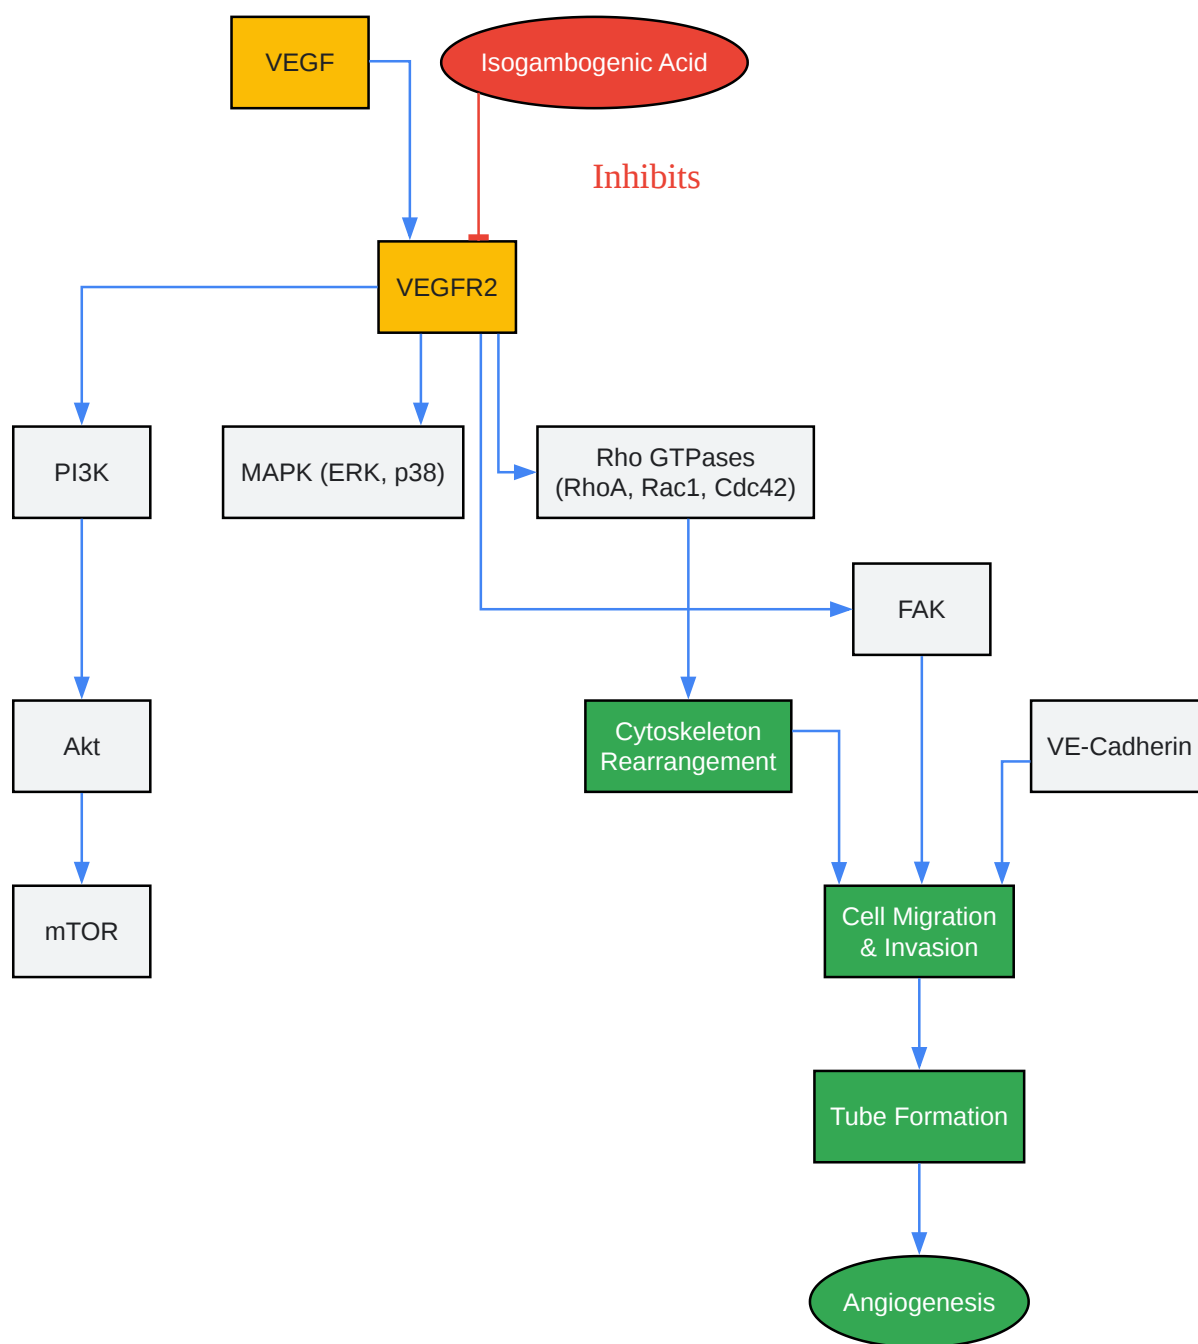 VEGF
Isogambogenic Acid
Inhibits
VEGFR2
PI3K
MAPK (ERK, p38)
Rho GTPases
(RhoA, Rac1, Cdc42)
FAK
Akt
Cytoskeleton
Rearrangement
VE-Cadherin
mTOR
Cell Migration
& Invasion
Tube Formation
Angiogenesis